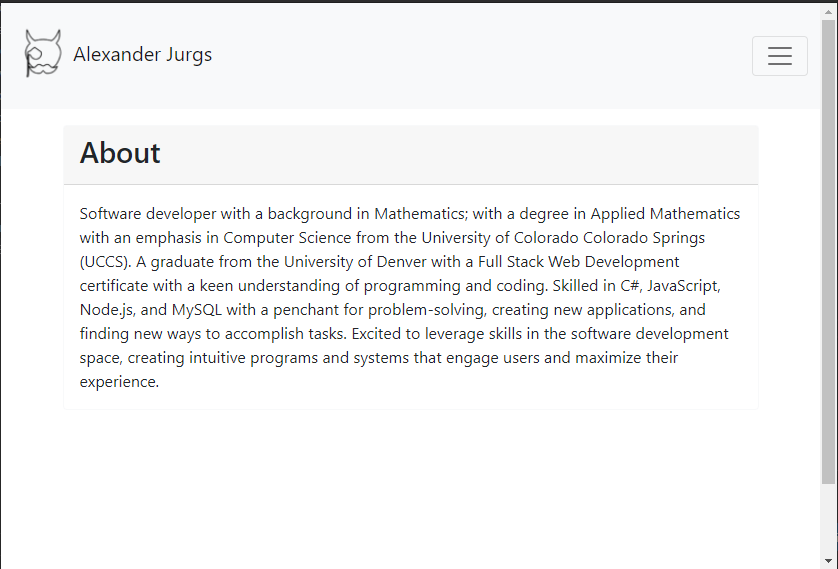 Alexander Jurgs
About
Software developer with a background in Mathematics; with a degree in Applied Mathematics
with an emphasis in Computer Science from the University of Colorado Colorado Springs
(UCCS). A graduate from the University of Denver with a Full Stack Web Development
certificate with a keen understanding of programming and coding. Skilled in C#, JavaScript,
Node.js, and MySQL with a penchant for problem-solving, creating new applications, and
finding new ways to accomplish tasks. Excited to leverage skills in the software development
space, creating intuitive programs and systems that engage users and maximize their
experience.